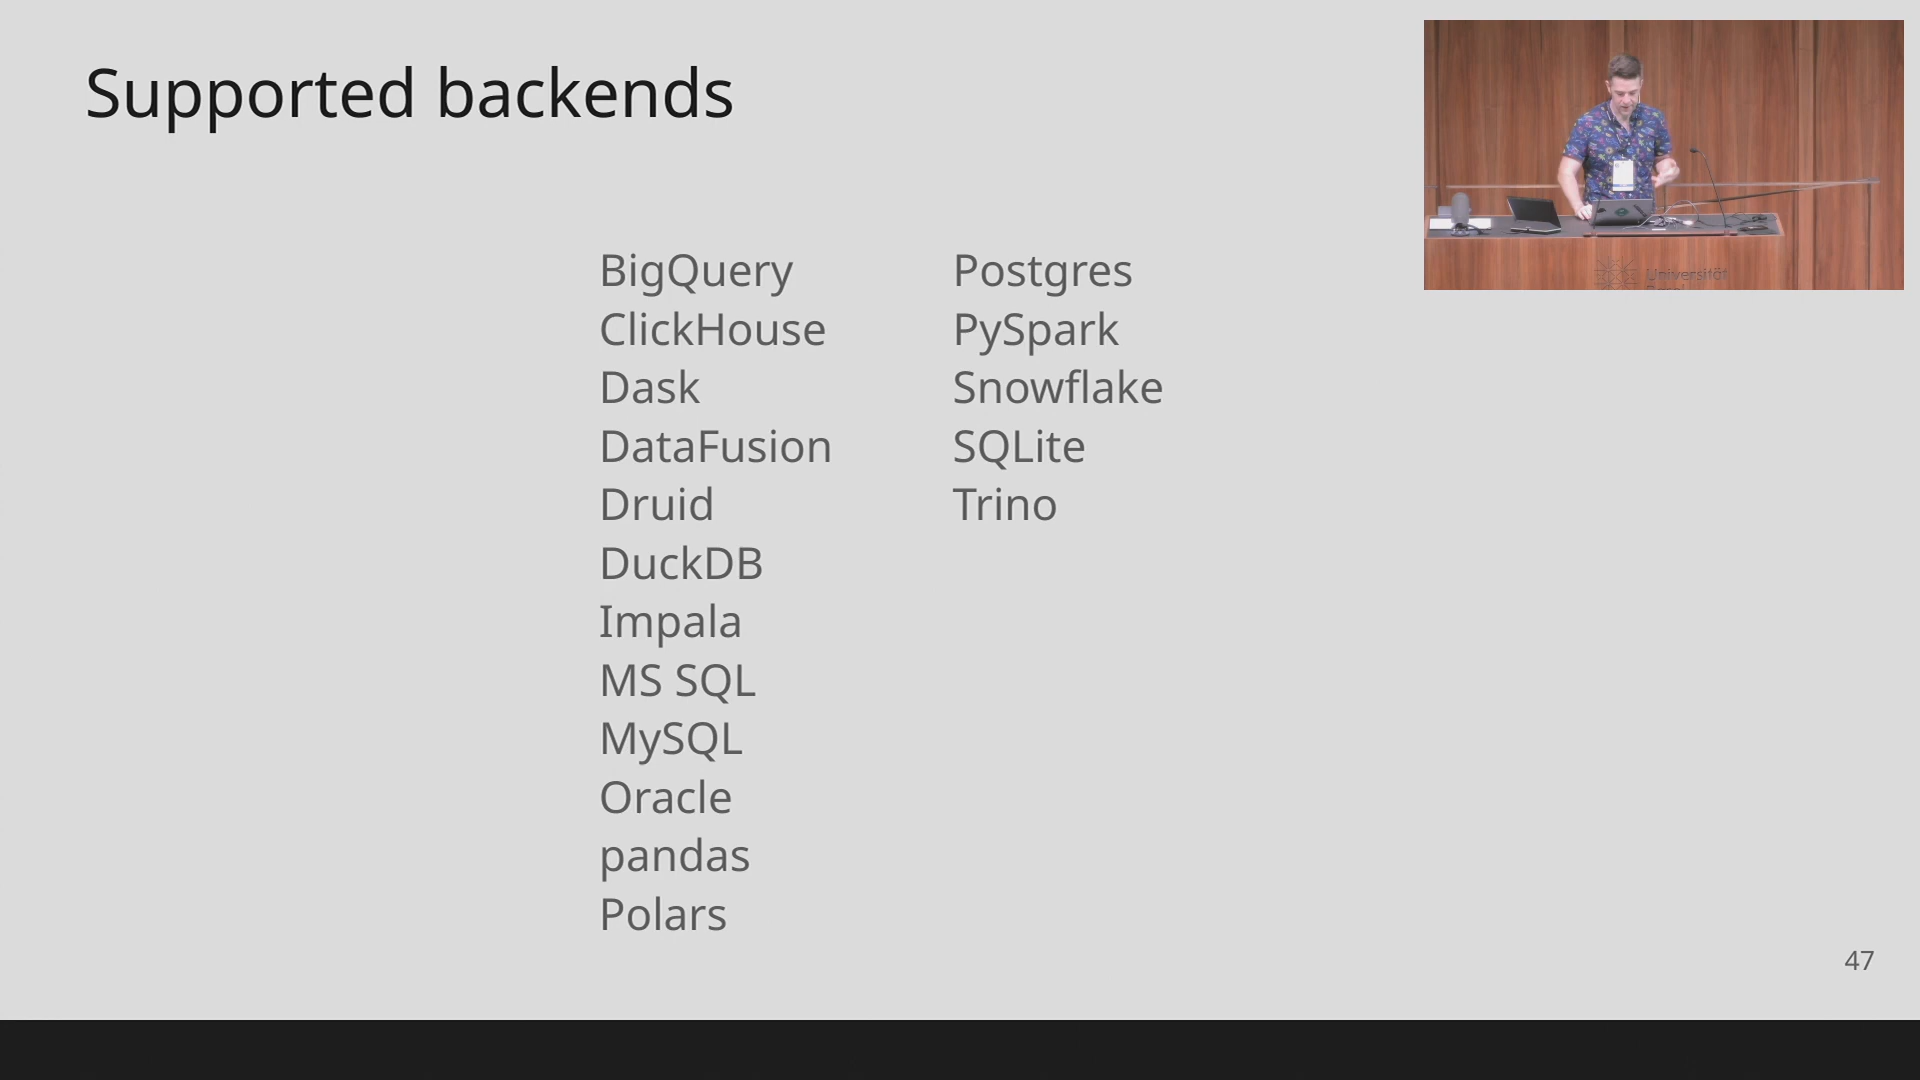 Supported backends
BigQuery
ClickHouse
Dask
DataFusion
Druid
DuckDB
Impala
MS SQL
MySQL
Oracle
pandas
Polars
Postgres
PySpark
Snowflake
SQLite
Trino
Universität
47